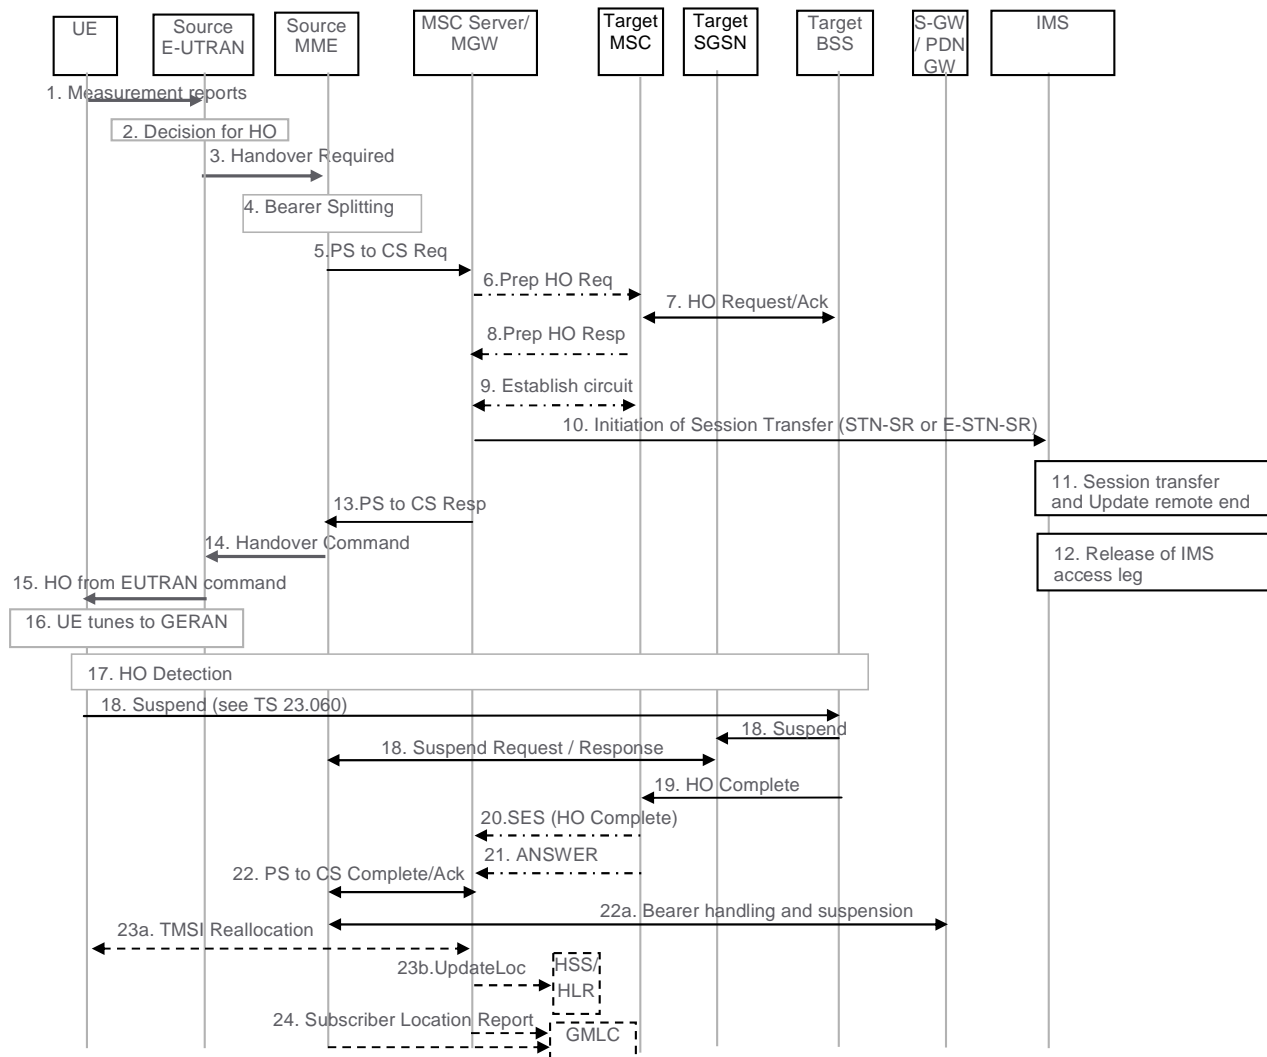 UE
Source
E-UTRAN
Source
MME
MSC Server/
MGW
Target
MSC
Target
SGSN
Target
BSS
S-GW
/ PDN
GW
IMS
1. Measurement reports
2. Decision for HO
3. Handover Required
4. Bearer Splitting
5.PS to CS Req
6.Prep HO Req
7. HO Request/Ack
8.Prep HO Resp
9. Establish circuit
10. Initiation of Session Transfer (STN-SR or E-STN-SR)
11. Session transfer
and Update remote end
13.PS to CS Resp
14. Handover Command
12. Release of IMS
access leg
15. HO from EUTRAN command
16. UE tunes to GERAN
17. HO Detection
18. Suspend (see TS 23.060)
18. Suspend
18. Suspend Request / Response
19. HO Complete
20.SES (HO Complete)
21. ANSWER
22. PS to CS Complete/Ack
22a. Bearer handling and suspension
23a. TMSI Reallocation
23b.UpdateLoc
HSS/
HLR
24. Subscriber Location Report
GMLC